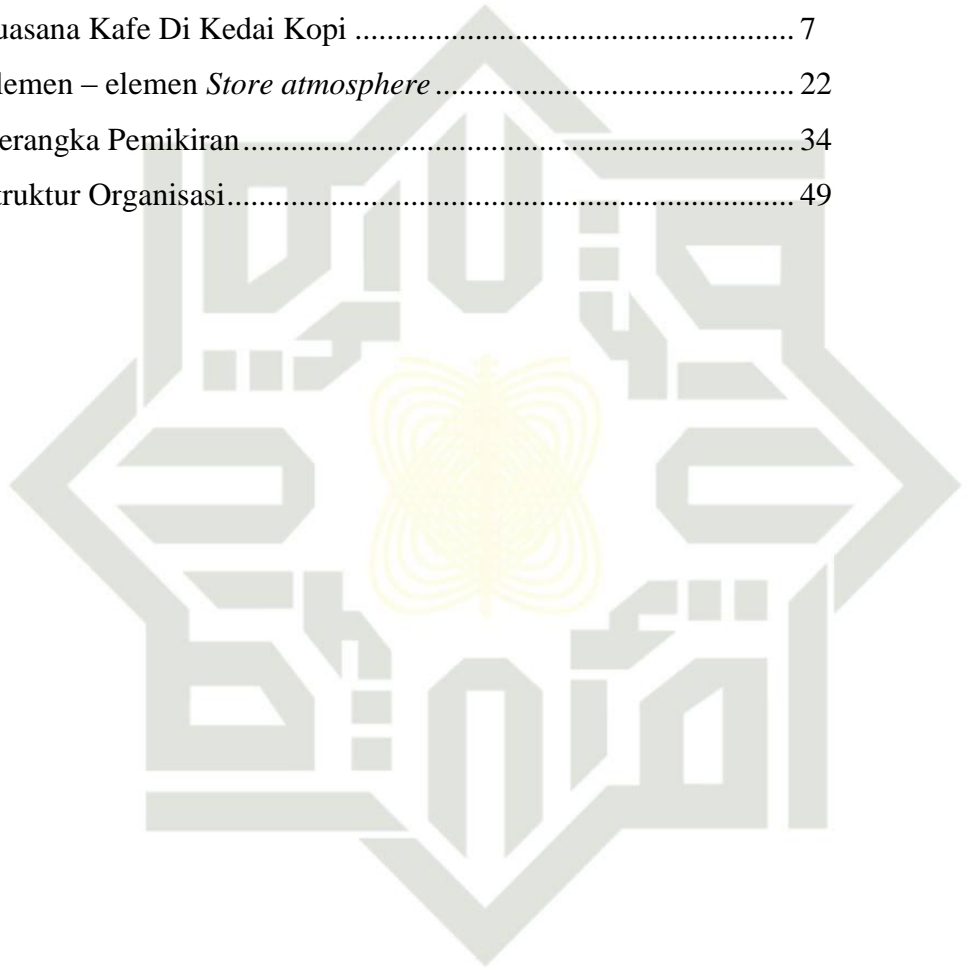 uasana Kafe Di Kedai Kopi ........................................................ 7
lemen – elemen Store atmosphere .............................................. 22
erangka Pemikiran...................................................................... 34
truktur Organisasi........................................................................ 49